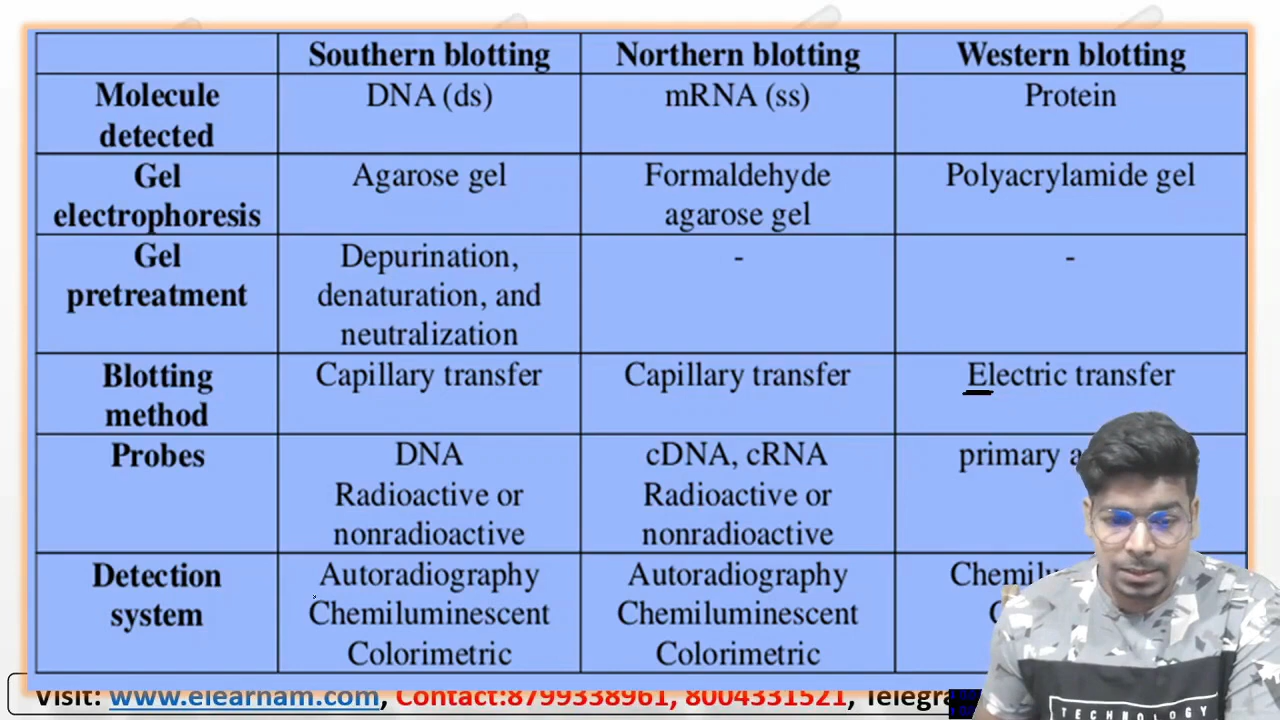 Southern blotting Northern blotting Western blotting
Molecule detected DNA (ds) mRNA (ss) Protein
Gel electrophoresis Agarose gel Formaldehyde agarose gel Polyacrylamide gel
Gel pretreatment Depurination, denaturation, and neutralization - -
Blotting method Capillary transfer Capillary transfer Electric transfer
Probes DNA Radioactive or nonradioactive cDNA, cRNA Radioactive or nonradioactive primary
Detection system Autoradiography Chemiluminescent Colorimetric Autoradiography Chemiluminescent Colorimetric
Visit: www.elearnam.com, Contact:8799338961, 8004331521,
TECHNOLOGY